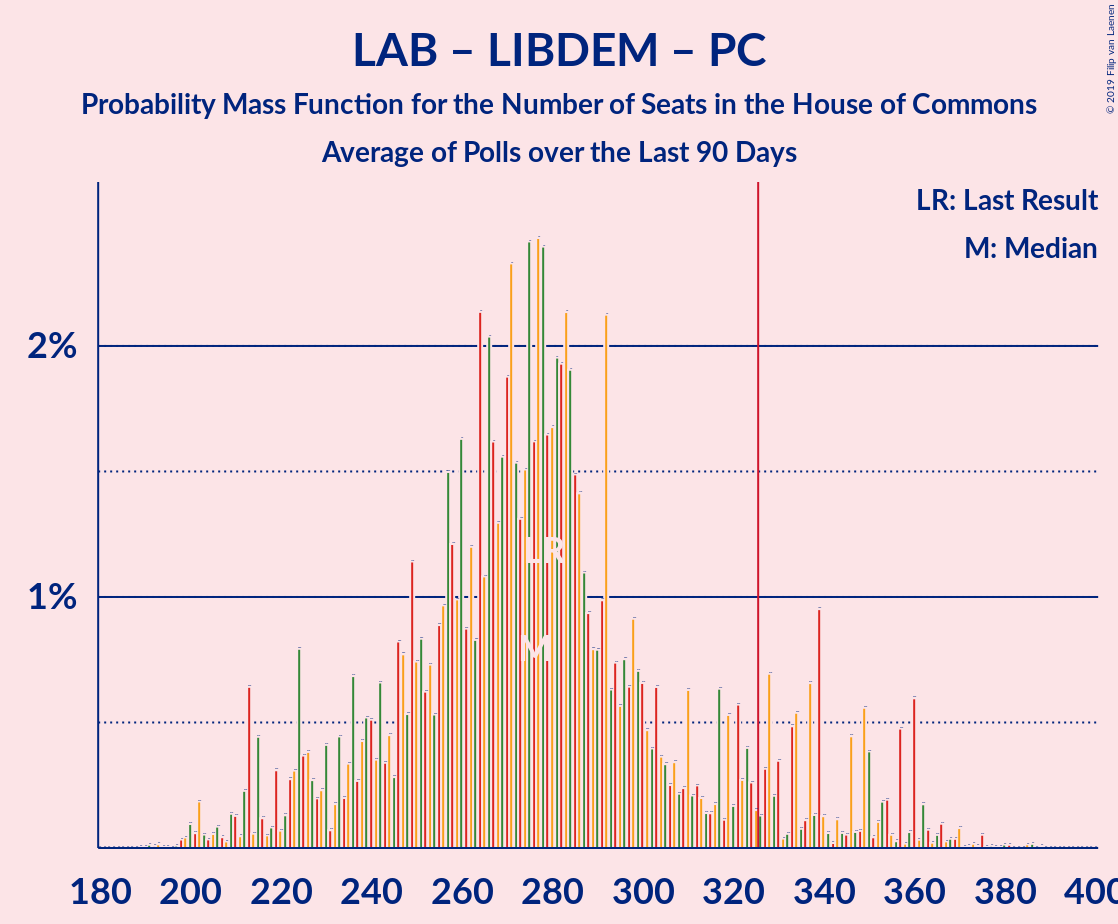 LAB – LIBDEM – PC
Probability Mass Function for the Number of Seats in the House of Commons
Average of Polls over the Last 90 Days
© 2019 Filip van Laenen
LR: Last Result
M: Median
2%
1%
LR
M
180 200 220 240 260 280 300 320 340 360 380 400